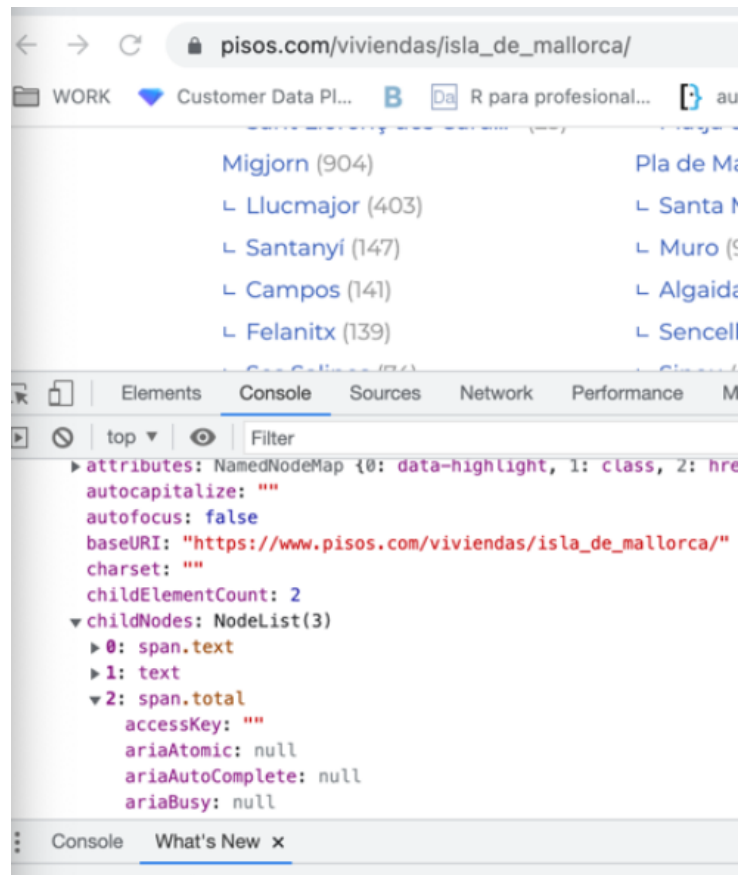 pisos.com/viviendas/isla_de_mallorca/
WORK Customer Data Pl... B Da R para profesional... au
Migjorn (904) Pla de Ma
∟ Llucmajor (403) ∟ Santa M
∟ Santanyí (147) ∟ Muro (9
∟ Campos (141) ∟ Algaida
∟ Felanitx (139) ∟ Sencell
Elements Console Sources Network Performance M
top ▼ Filter
▶ attributes: NamedNodeMap {0: data-highlight, 1: class, 2: hre
autocapitalize: ""
autofocus: false
baseURI: "https://www.pisos.com/viviendas/isla_de_mallorca/"
charset: ""
childElementCount: 2
▼ childNodes: NodeList(3)
▶ 0: span.text
▶ 1: text
▼ 2: span.total
accessKey: ""
ariaAtomic: null
ariaAutoComplete: null
ariaBusy: null
Console What's New ×